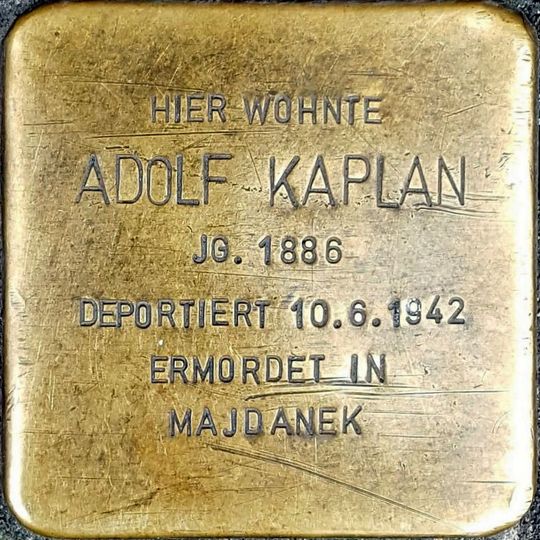 HIER WOHNTE
ADOLF KAPLAN
JG. 1886
DEPORTIERT 10.6.1942
ERMORDET IN
MAJDANEK